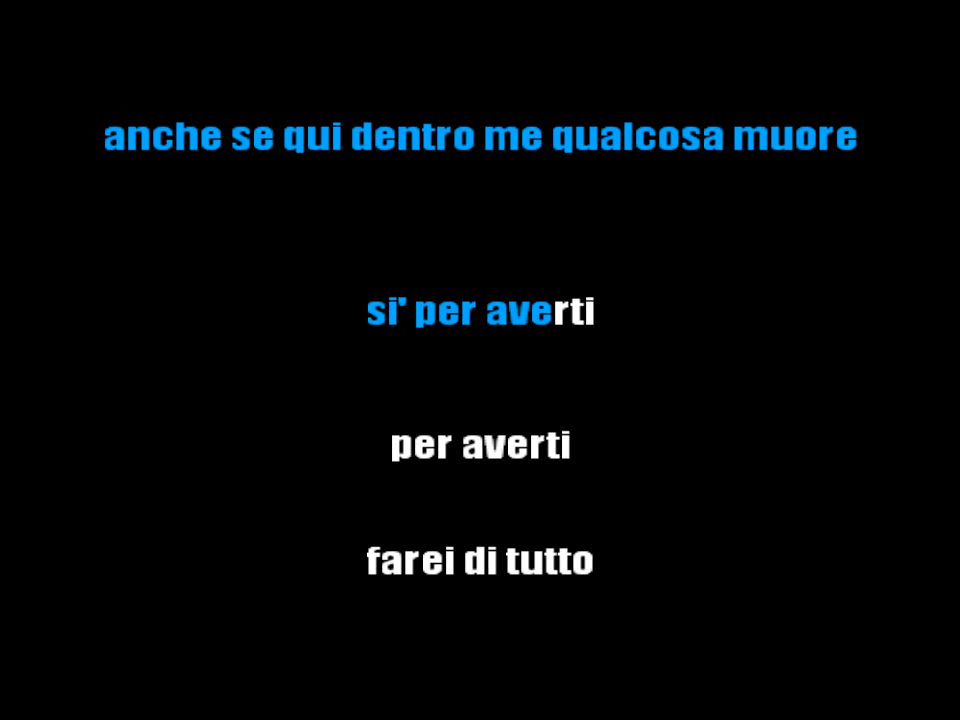 anche se qui dentro me qualcosa muore
si' per averti
per averti
farei di tutto